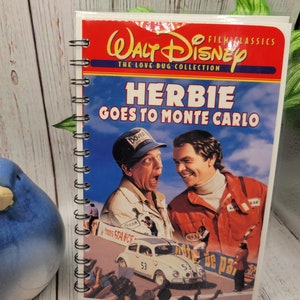 WALT DISNEY
FILM CLASSICS
THE LOVE BUG COLLECTION
HERBIE
GOES TO MONTE CARLO
53